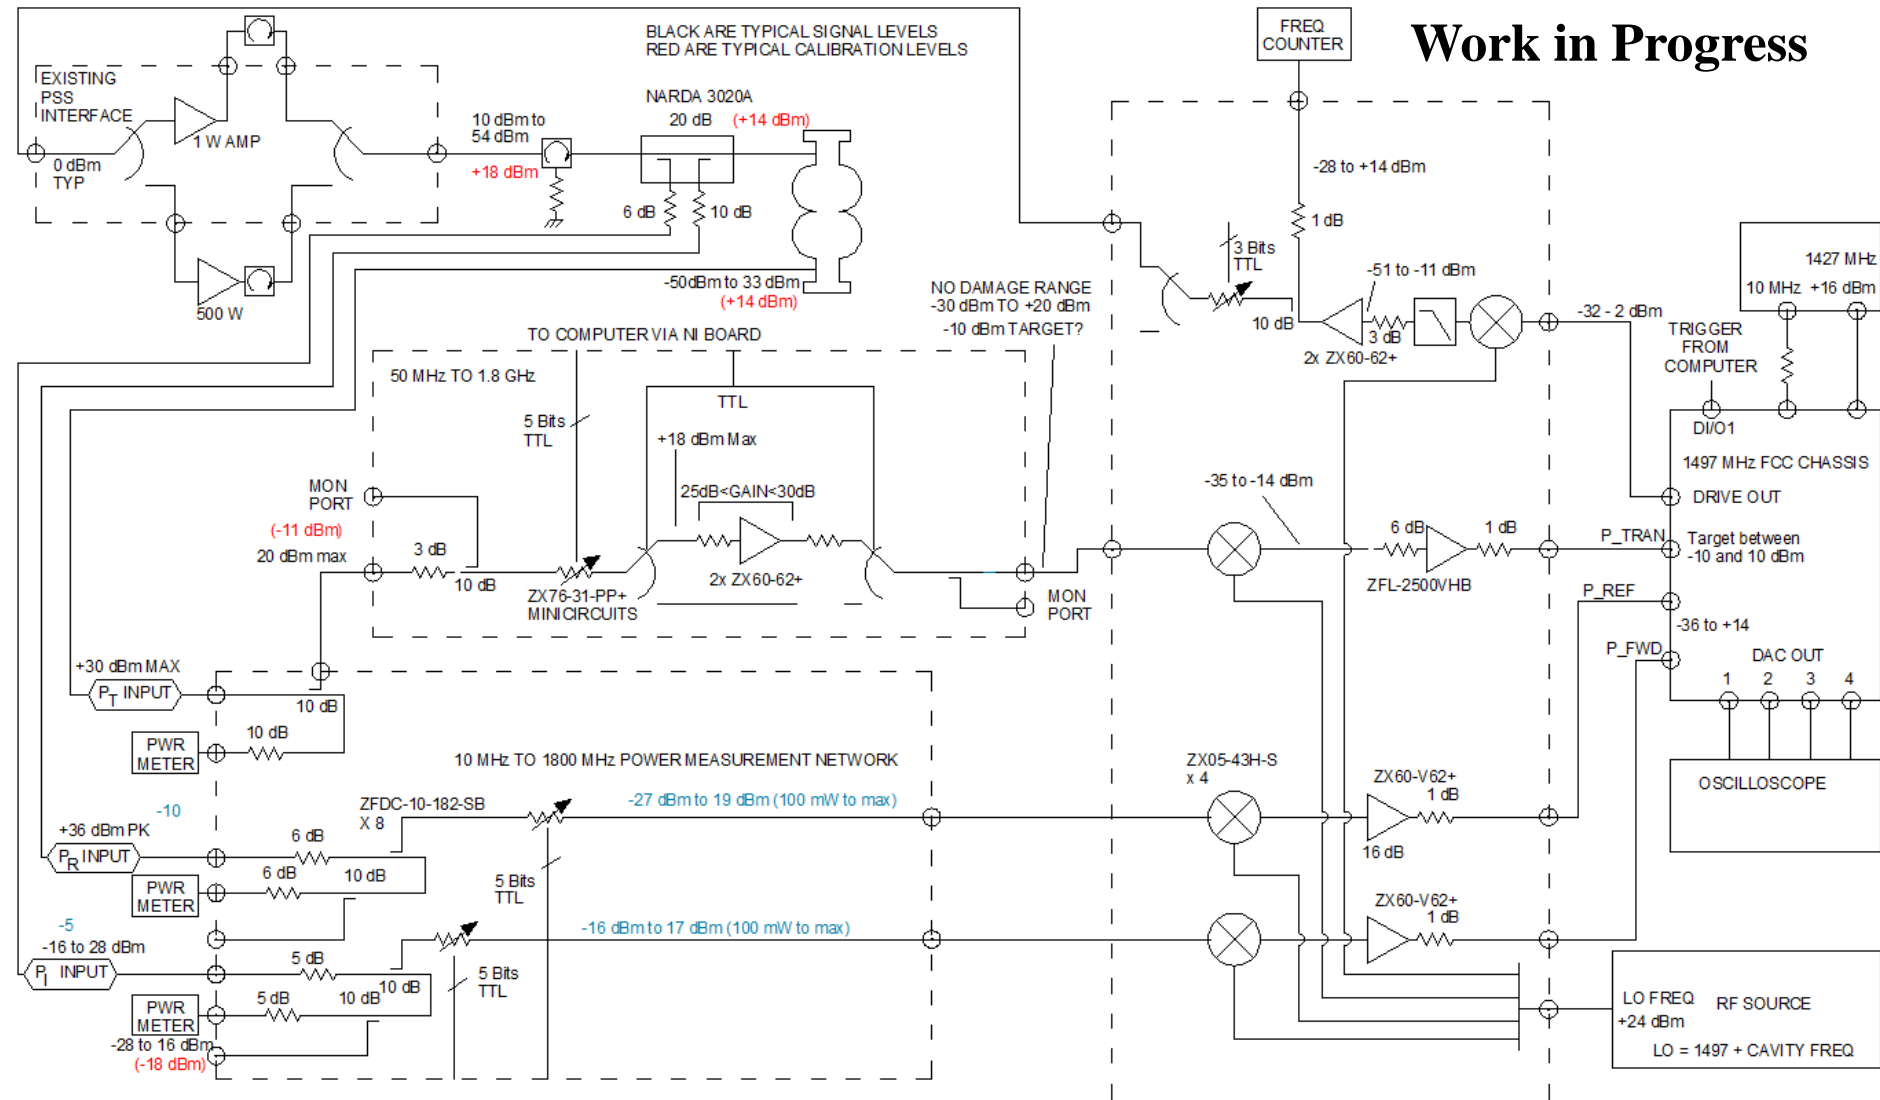 Work in Progress
BLACK ARE TYPICAL SIGNAL LEVELS
RED ARE TYPICAL CALIBRATION LEVELS
FREQ
COUNTER
EXISTING
PSS
INTERFACE
1 W AMP
0 dBm
TYP
500 W
10 dBm to
54 dBm
+18 dBm
NARDA 3020A
20 dB
(+14 dBm)
6 dB
10 dB
-50dBm to 33 dBm
(+14 dBm)
-28 to +14 dBm
1 dB
3 Bits
TTL
-51 to -11 dBm
10 dB
3 dB
2x ZX60-62+
-32 - 2 dBm
1427 MHz
10 MHz
+16 dBm
TRIGGER
FROM
COMPUTER
NO DAMAGE RANGE
-30 dBm TO +20 dBm
-10 dBm TARGET?
TO COMPUTER VIA NI BOARD
50 MHz TO 1.8 GHz
TTL
5 Bits
TTL
+18 dBm Max
25dB<GAIN<30dB
2x ZX60-62+
MON
PORT
(-11 dBm)
20 dBm max
3 dB
10 dB
ZX76-31-PP+
MINICIRCUITS
MON
PORT
-35 to -14 dBm
6 dB
1 dB
ZFL-2500VHB
DI/O1
1497 MHz FCC CHASSIS
DRIVE OUT
P_TRAN
Target between
-10 and 10 dBm
P_REF
-36 to +14
P_FWD
DAC OUT
1
2
3
4
OSCILLOSCOPE
+30 dBm MAX
PT INPUT
10 dB
10 dB
PWR
METER
10 MHz TO 1800 MHz POWER MEASUREMENT NETWORK
ZFDC-10-182-SB
X 8
-27 dBm to 19 dBm (100 mW to max)
-10
+36 dBm PK
PR INPUT
6 dB
6 dB
10 dB
PWR
METER
5 Bits
TTL
-5
-16 to 28 dBm
PI INPUT
5 dB
5 dB
10 dB
10 dB
5 Bits
TTL
-16 dBm to 17 dBm (100 mW to max)
PWR
METER
-28 to 16 dBm
(-18 dBm)
ZX05-43H-S
x 4
ZX60-V62+
1 dB
16 dB
ZX60-V62+
1 dB
LO FREQ
+24 dBm
RF SOURCE
LO = 1497 + CAVITY FREQ